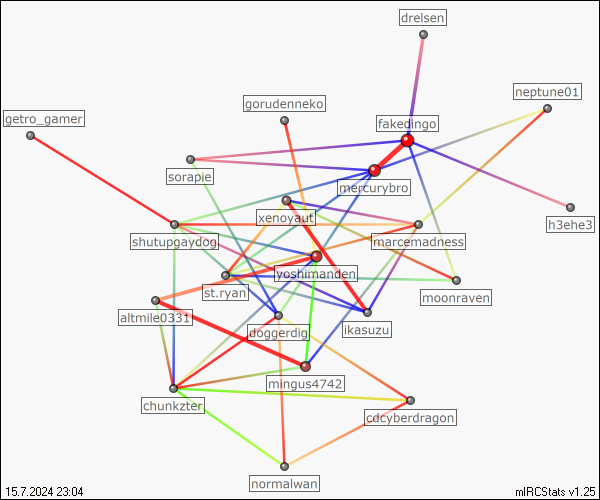 drelsen
neptune01
gorudenneko
getro_gamer
fakedingo
sorapie
mercurybro
xenoyaut
h3ehe3
shutupgaydog
marcemadness
yoshimanden
st.ryan
moonraven
altmile0331
doggerdig
ikasuzu
mingus4742
chunkzter
cdcyberdragon
normalwan
15.7.2024 23:04
mIRCStats v1.25